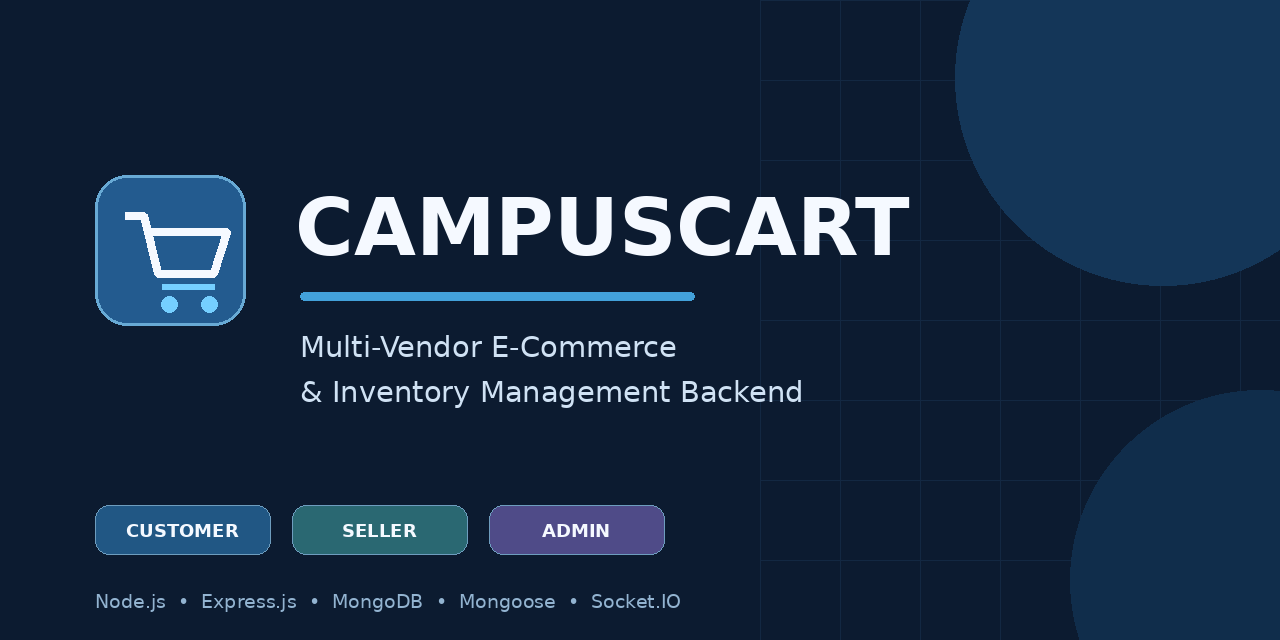 CAMPUSCART
Multi-Vendor E-Commerce
& Inventory Management Backend
CUSTOMER SELLER ADMIN
Node.js • Express.js • MongoDB • Mongoose • Socket.IO